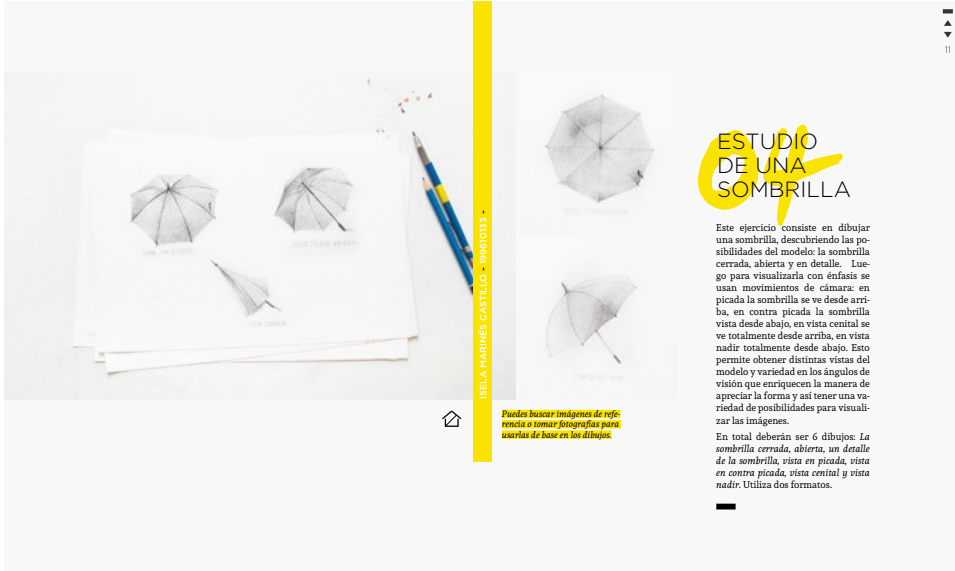 11
ESTUDIO
DE UNA
SOMBRILLA
04
Este ejercicio consiste en dibujar
una sombrilla, descubriendo las po-
sibilidades del modelo: la sombrilla
cerrada, abierta y en detalle. Lue-
go para visualizarla con énfasis se
usan movimientos de cámara: en
picada la sombrilla se ve desde arri-
ba, en contra picada la sombrilla
vista desde abajo, en vista cenital se
ve totalmente desde arriba, en vista
nadir totalmente desde abajo. Esto
permite obtener distintas vistas del
modelo y variedad en los ángulos de
visión que enriquecen la manera de
apreciar la forma y así tener una va-
riedad de posibilidades para visuali-
zar las imágenes.
En total deberán ser 6 dibujos: La
sombrilla cerrada, abierta, un detalle
de la sombrilla, vista en picada, vista
en contra picada, vista cenital y vista
nadir. Utiliza dos formatos.
ISELA MARINÉS CASTILLO - 199610133 -
Puedes buscar imágenes de refe-
rencia o tomar fotografías para
usarlas de base en los dibujos.